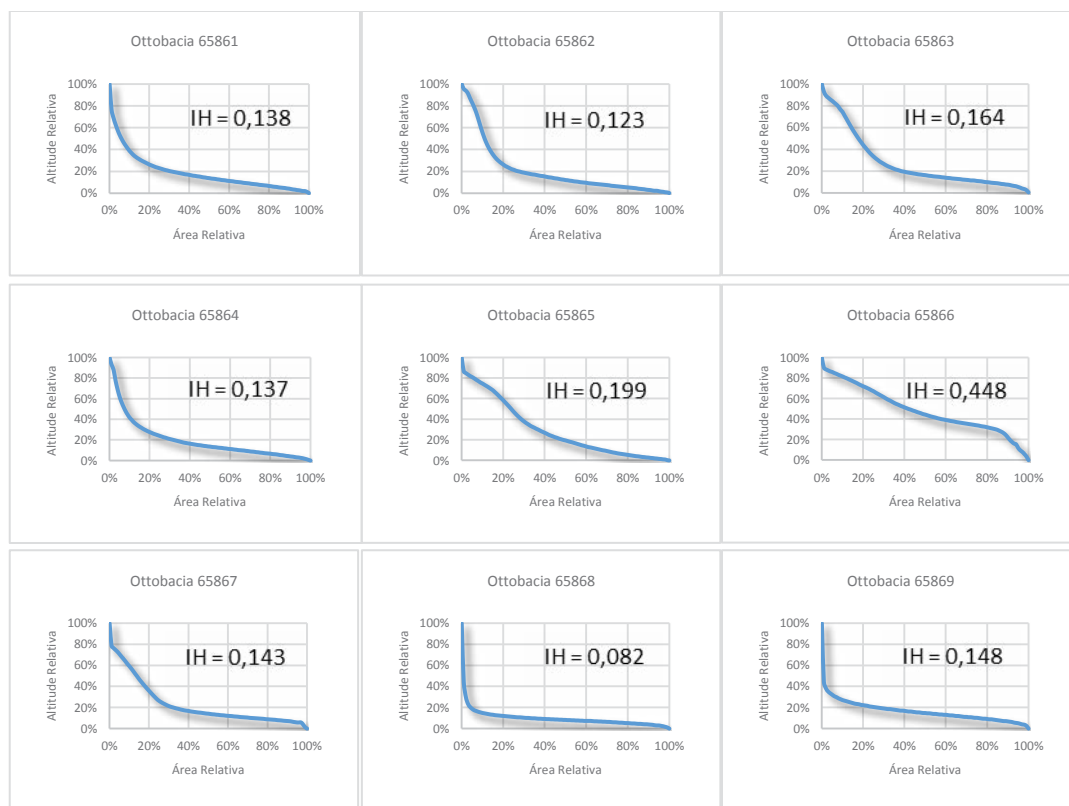 Ottobacia 65861
100%
80%
60%
40%
20%
0%
Altitude Relativa
IH = 0,138
0% 20% 40% 60% 80% 100%
Área Relativa
Ottobacia 65862
100%
80%
60%
40%
20%
0%
Altitude Relativa
IH = 0,123
0% 20% 40% 60% 80% 100%
Área Relativa
Ottobacia 65863
100%
80%
60%
40%
20%
0%
Altitude Relativa
IH = 0,164
0% 20% 40% 60% 80% 100%
Área Relativa
Ottobacia 65864
100%
80%
60%
40%
20%
0%
Altitude Relativa
IH = 0,137
0% 20% 40% 60% 80% 100%
Área Relativa
Ottobacia 65865
100%
80%
60%
40%
20%
0%
Altitude Relativa
IH = 0,199
0% 20% 40% 60% 80% 100%
Área Relativa
Ottobacia 65866
100%
80%
60%
40%
20%
0%
Altitude Relativa
IH = 0,448
0% 20% 40% 60% 80% 100%
Área Relativa
Ottobacia 65867
100%
80%
60%
40%
20%
0%
Altitude Relativa
IH = 0,143
0% 20% 40% 60% 80% 100%
Área Relativa
Ottobacia 65868
100%
80%
60%
40%
20%
0%
Altitude Relativa
IH = 0,082
0% 20% 40% 60% 80% 100%
Área Relativa
Ottobacia 65869
100%
80%
60%
40%
20%
0%
Altitude Relativa
IH = 0,148
0% 20% 40% 60% 80% 100%
Área Relativa